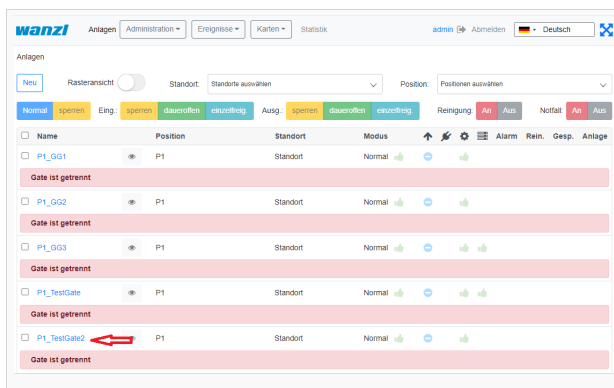 wanzl Anlagen Administration Ereignisse Karten Statistik admin Abmelden Deutsch
Anlagen
Neu Rasteransicht Standort: Standorte auswählen Position: Positionen auswählen
Normal sperren Eing.: sperren daueroffen einzelfreig. Ausg.: sperren daueroffen einzelfreig. Reinigung: An Aus Notfall: An Aus
Name Position Standort Modus Alarm Rein. Gesp. Anlage
P1_GG1 P1 Standort Normal
Gate ist getrennt
P1_GG2 P1 Standort Normal
Gate ist getrennt
P1_GG3 P1 Standort Normal
Gate ist getrennt
P1_TestGate P1 Standort Normal
Gate ist getrennt
P1_TestGate2 P1 Standort Normal
Gate ist getrennt